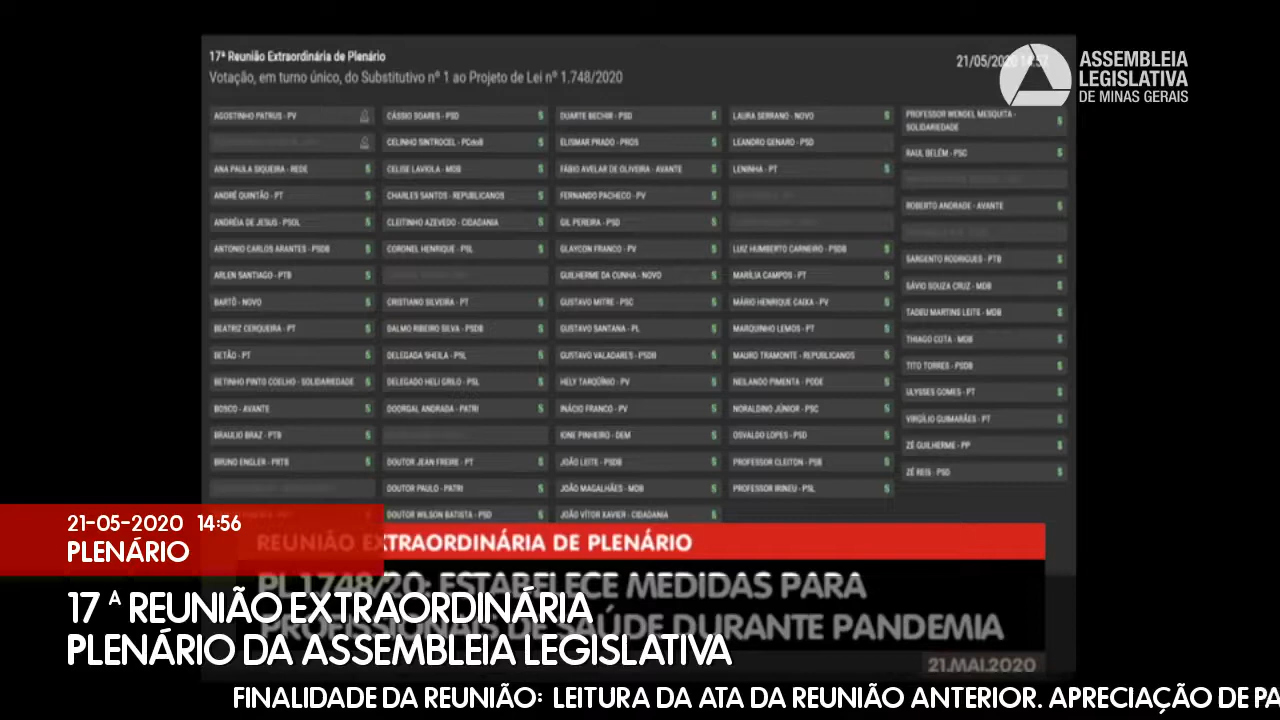 17ª Reunião Extraordinária de Plenário
Votação, em turno único, do Substitutivo nº 1 ao Projeto de Lei nº 1.748/2020
21/05/2020
ASSEMBLEIA
LEGISLATIVA
DE MINAS GERAIS
AGOSTINHO PATRUS - PV
ANA PAULA SIQUEIRA - REDE S
ANDRÉ QUINTÃO - PT S
ANDRÉIA DE JESUS - PSOL S
ANTONIO CARLOS ARANTES - PSDB S
ARLEN SANTIAGO - PTB S
BARTÔ - NOVO S
BEATRIZ CERQUEIRA - PT S
BETÃO - PT S
BETINHO PINTO COELHO - SOLIDARIEDADE S
BOSCO - AVANTE S
BRAULIO BRAZ - PTB S
BRUNO ENGLER - PRTB S
CÁSSIO SOARES - PSD S
CELINHO SINTROCEL - PCdoB S
CELISE LAVIOLA - MDB S
CHARLES SANTOS - REPUBLICANOS S
CLEITINHO AZEVEDO - CIDADANIA S
CORONEL HENRIQUE - PSL S
CRISTIANO SILVEIRA - PT S
DALMO RIBEIRO SILVA - PSDB S
DELEGADA SHEILA - PSL S
DELEGADO HELI GRILO - PSL S
DOORGAL ANDRADA - PATRI S
DOUTOR JEAN FREIRE - PT S
DOUTOR PAULO - PATRI S
DOUTOR WILSON BATISTA - PSD S
DUARTE BECHIR - PSD S
ELISMAR PRADO - PROS S
FÁBIO AVELAR DE OLIVEIRA - AVANTE S
FERNANDO PACHECO - PV S
GIL PEREIRA - PSD S
GLAYCON FRANCO - PV S
GUILHERME DA CUNHA - NOVO S
GUSTAVO MITRE - PSC S
GUSTAVO SANTANA - PL S
GUSTAVO VALADARES - PSDB S
HELY TARQÜÍNIO - PV S
INÁCIO FRANCO - PV S
IONE PINHEIRO - DEM S
JOÃO LEITE - PSDB S
JOÃO MAGALHÃES - MDB S
JOÃO VÍTOR XAVIER - CIDADANIA S
LAURA SERRANO - NOVO S
LEANDRO GENARO - PSD
LENINHA - PT S
LUIZ HUMBERTO CARNEIRO - PSDB S
MARÍLIA CAMPOS - PT S
MÁRIO HENRIQUE CAIXA - PV S
MARQUINHO LEMOS - PT S
MAURO TRAMONTE - REPUBLICANOS S
NEILANDO PIMENTA - PODE S
NORALDINO JÚNIOR - PSC S
OSVALDO LOPES - PSD S
PROFESSOR CLEITON - PSB S
PROFESSOR IRINEU - PSL S
PROFESSOR WENDEL MESQUITA -
SOLIDARIEDADE S
RAUL BELÉM - PSC S
ROBERTO ANDRADE - AVANTE S
SARGENTO RODRIGUES - PTB S
SÁVIO SOUZA CRUZ - MDB S
TADEU MARTINS LEITE - MDB S
THIAGO COTA - MDB S
TITO TORRES - PSDB S
ULYSSES GOMES - PT S
VIRGÍLIO GUIMARÃES - PT S
ZÉ GUILHERME - PP S
ZÉ REIS - PSD S
REUNIÃO EXTRAORDINÁRIA DE PLENÁRIO
PL 1748/20: ESTABELECE MEDIDAS PARA
PROFISSIONAIS DE SAÚDE DURANTE PANDEMIA
21.MAI.2020
21-05-2020 14:56
PLENÁRIO
17 ª REUNIÃO EXTRAORDINÁRIA
PLENÁRIO DA ASSEMBLEIA LEGISLATIVA
FINALIDADE DA REUNIÃO: LEITURA DA ATA DA REUNIÃO ANTERIOR. APRECIAÇÃO DE PA